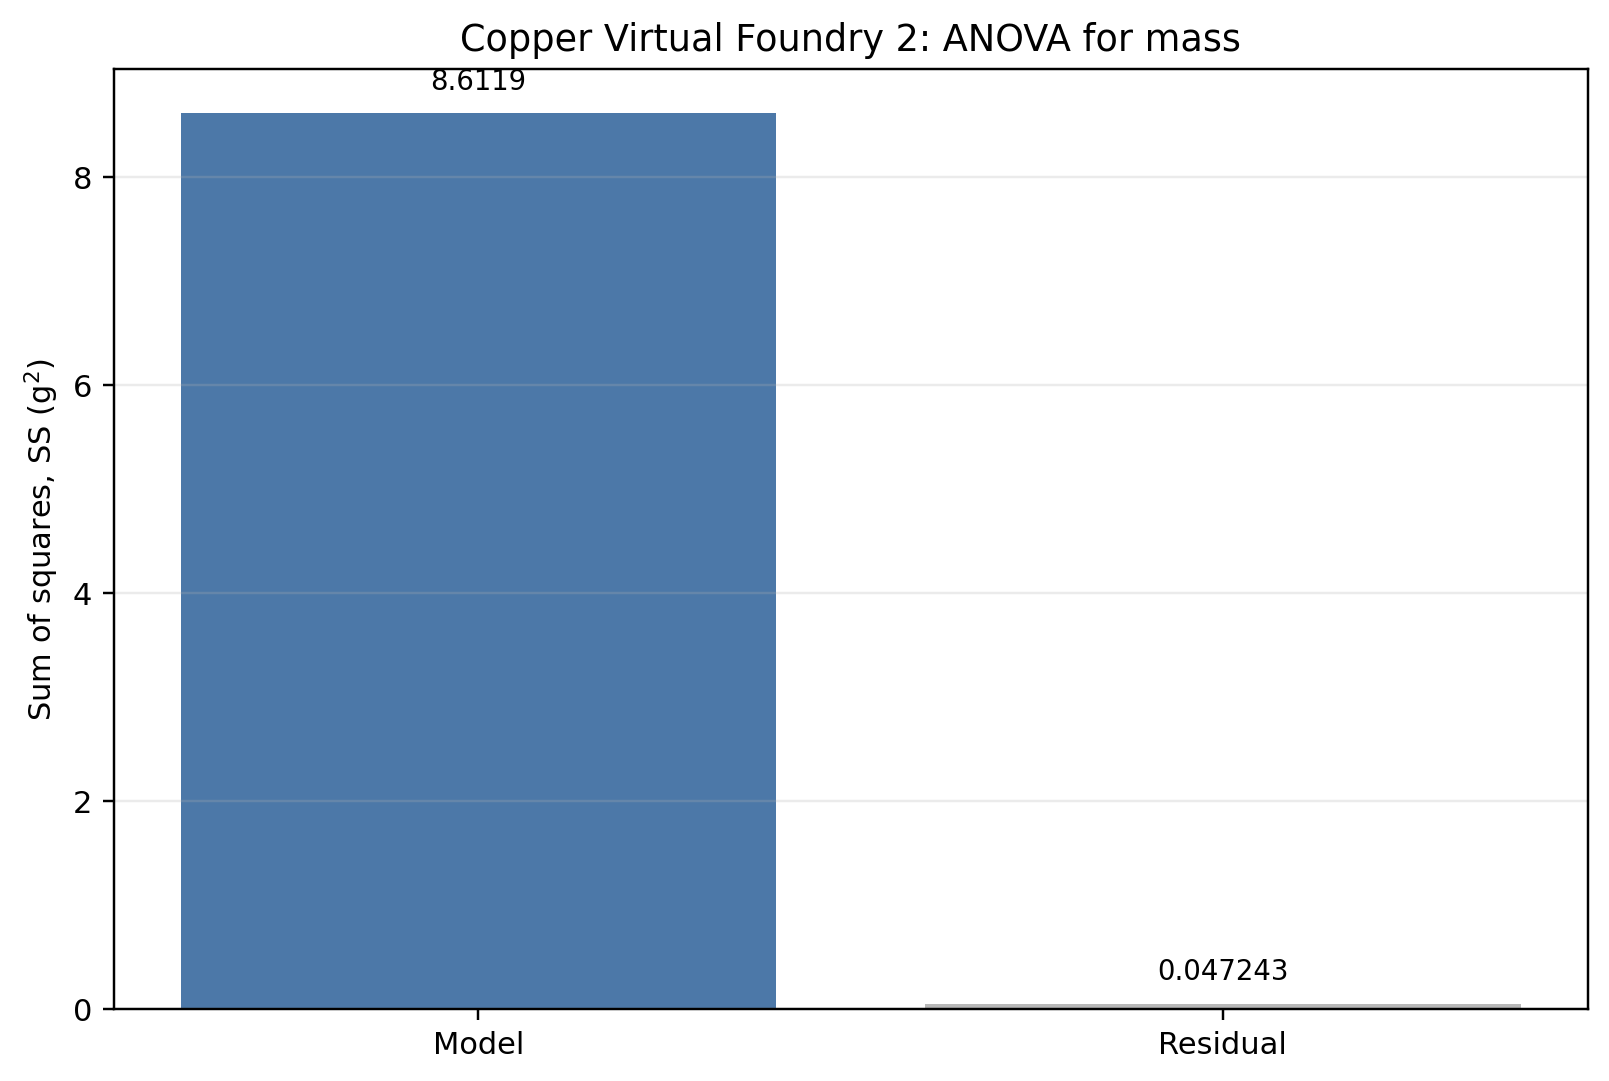 Copper Virtual Foundry 2: ANOVA for mass
8.6119
8
6
4
2
0
Sum of squares, SS (g²)
0.047243
Model
Residual